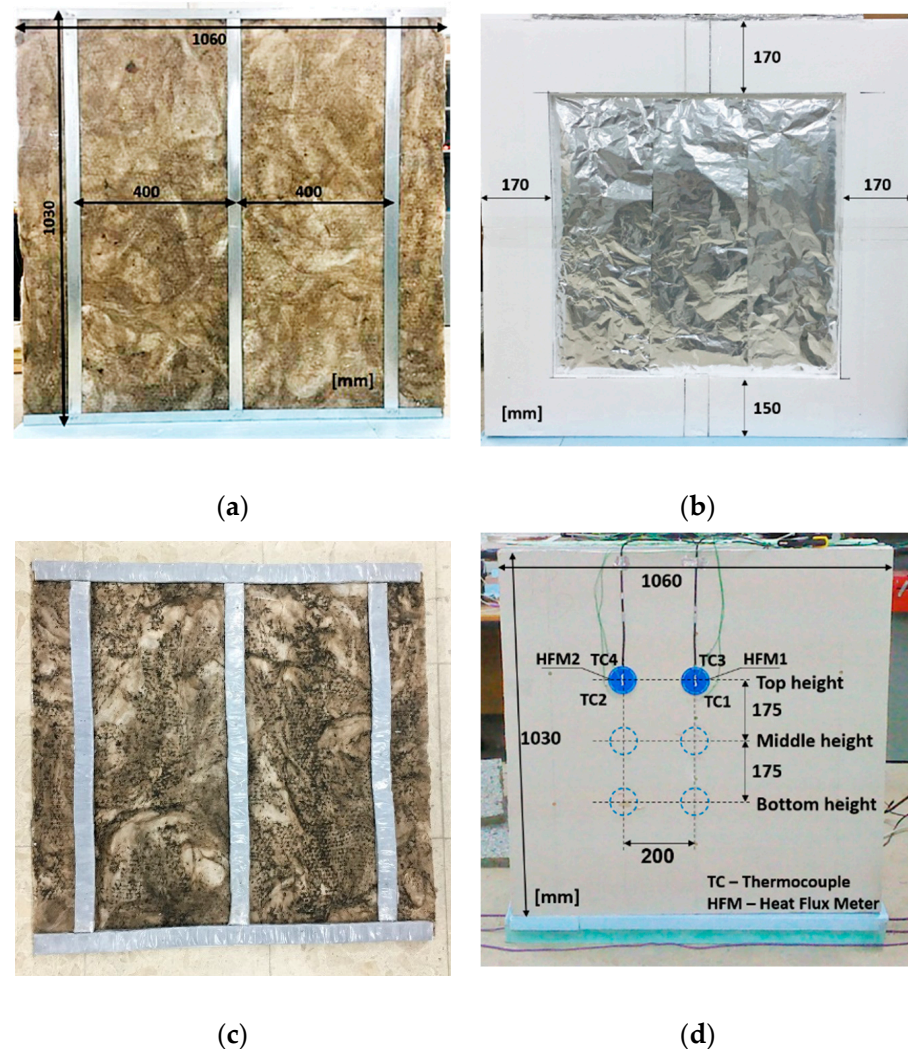 1060
400
400
1030
[mm]
170
170
170
150
[mm]
(a)
(b)
1060
TC4
TC3
HFM2
HFM1
Top height
TC2
TC1
175
1030
Middle height
175
Bottom height
200
TC – Thermocouple
[mm]
HFM – Heat Flux Meter
(c)
(d)